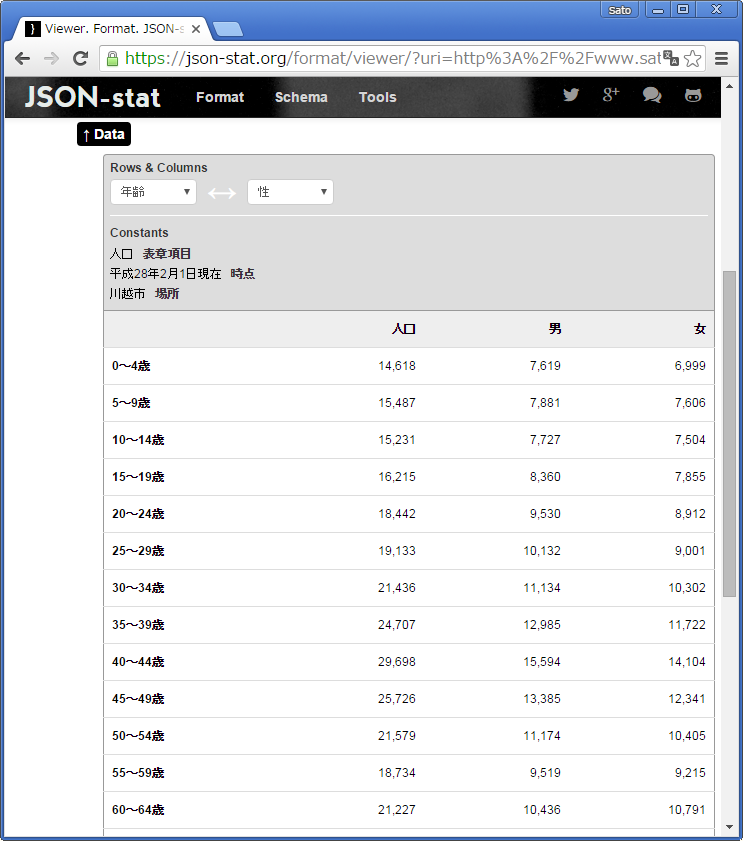 Sato
Viewer. Format. JSON-s
https://json-stat.org/format/viewer/?uri=http%3A%2F%2Fwww.sat
JSON-stat Format Schema Tools
↑ Data
Rows & Columns
年齢 ↔ 性
Constants
人口 表章項目
平成28年2月1日現在 時点
川越市 場所
人口 男 女
0～4歳 14,618 7,619 6,999
5～9歳 15,487 7,881 7,606
10～14歳 15,231 7,727 7,504
15～19歳 16,215 8,360 7,855
20～24歳 18,442 9,530 8,912
25～29歳 19,133 10,132 9,001
30～34歳 21,436 11,134 10,302
35～39歳 24,707 12,985 11,722
40～44歳 29,698 15,594 14,104
45～49歳 25,726 13,385 12,341
50～54歳 21,579 11,174 10,405
55～59歳 18,734 9,519 9,215
60～64歳 21,227 10,436 10,791